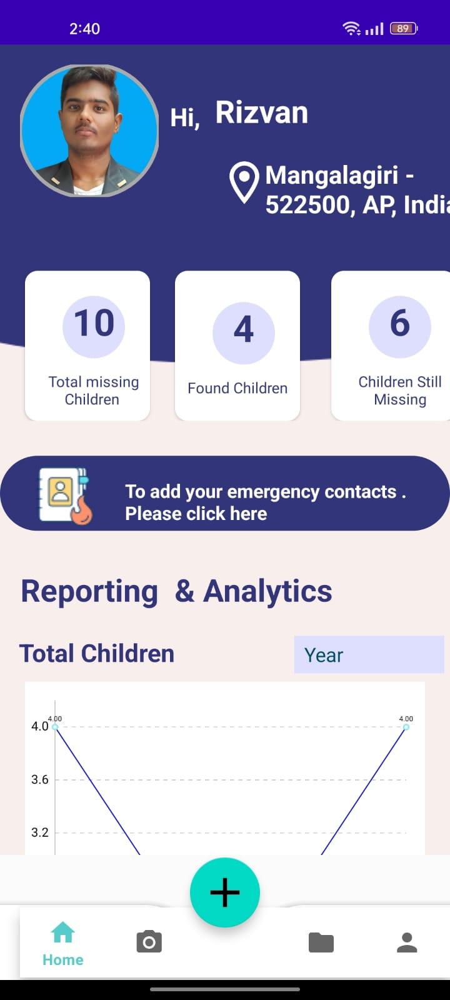 2:40
89
Hi, Rizvan
Mangalagiri -
522500, AP, India
10
Total missing
Children
4
Found Children
6
Children Still
Missing
To add your emergency contacts .
Please click here
Reporting & Analytics
Total Children
Year
4.00
4.00
4.0
3.6
3.2
Home